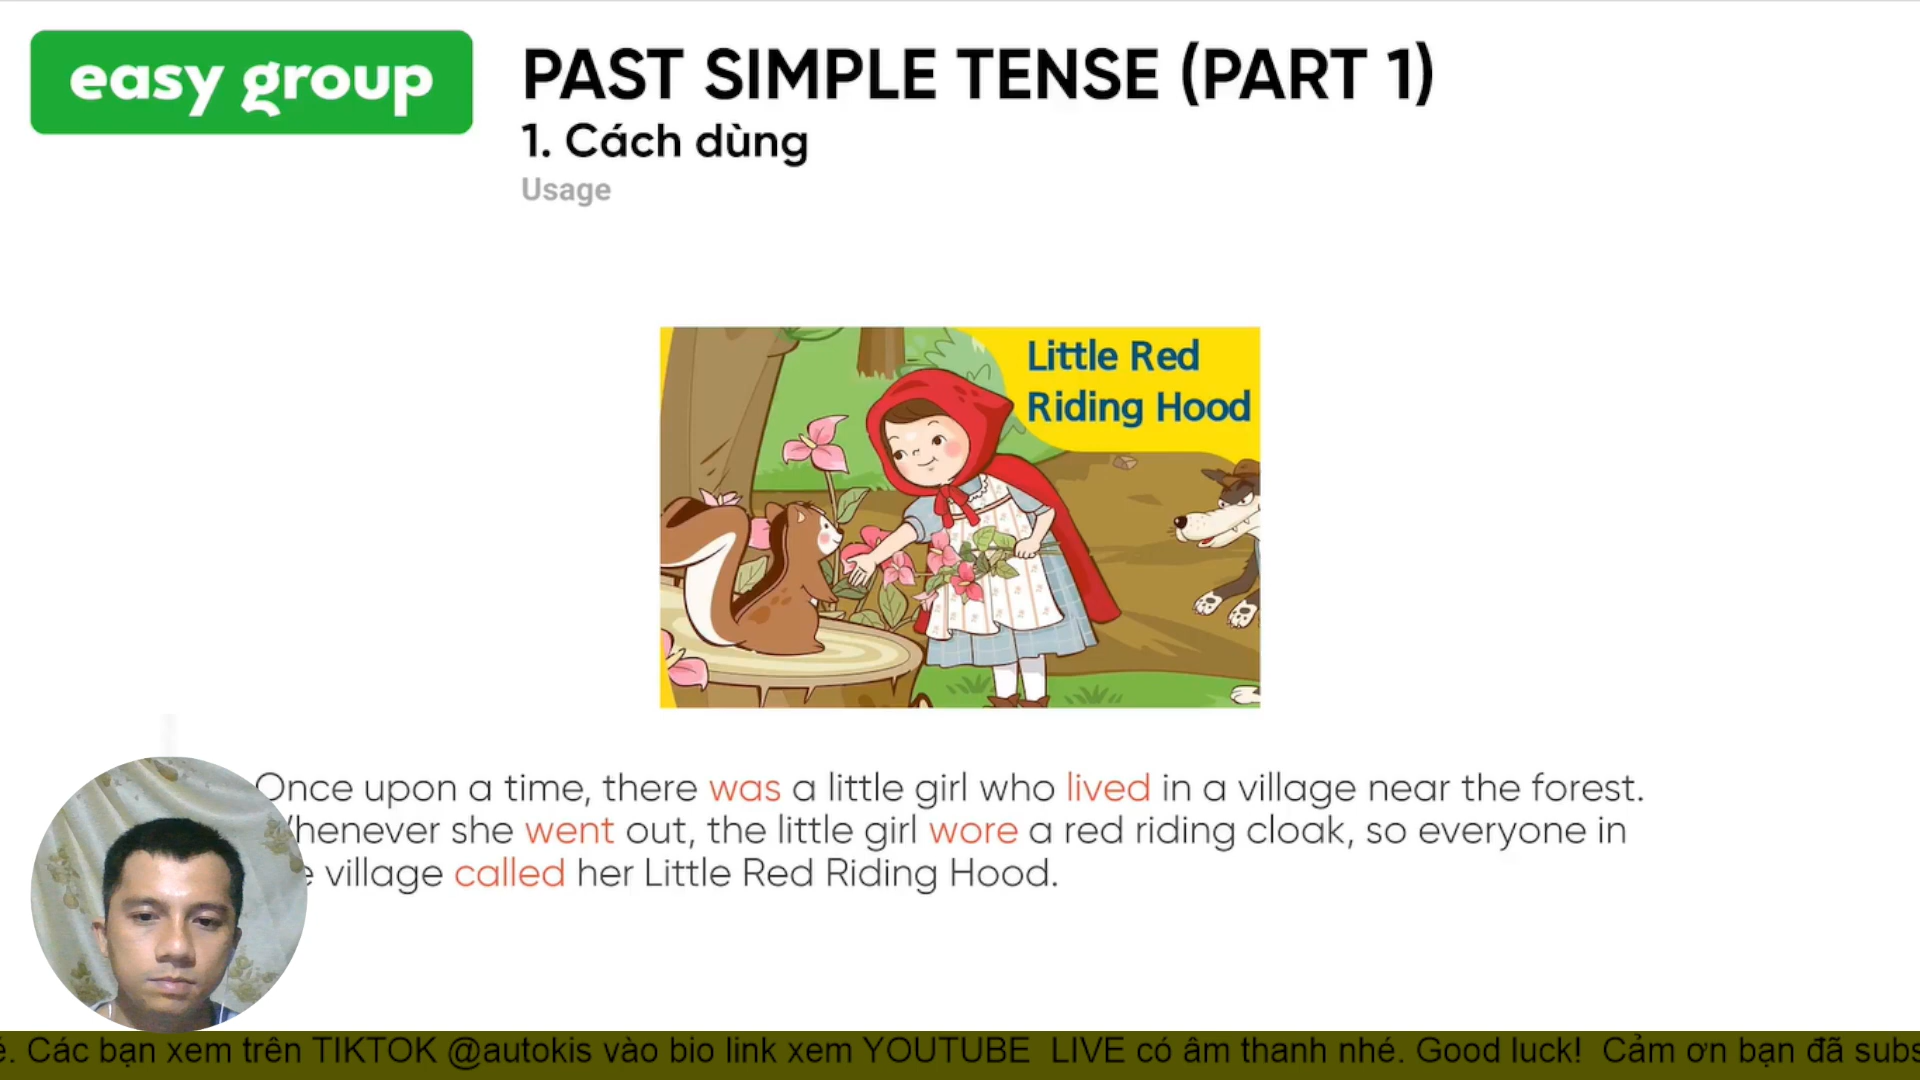 easy group
PAST SIMPLE TENSE (PART 1)
1. Cách dùng
Usage
Little Red
Riding Hood
Once upon a time, there was a little girl who lived in a village near the forest.
Whenever she went out, the little girl wore a red riding cloak, so everyone in
village called her Little Red Riding Hood.
Các bạn xem trên TIKTOK @autokis vào bio link xem YOUTUBE LIVE có âm thanh nhé. Good luck! Cảm ơn bạn đã subs